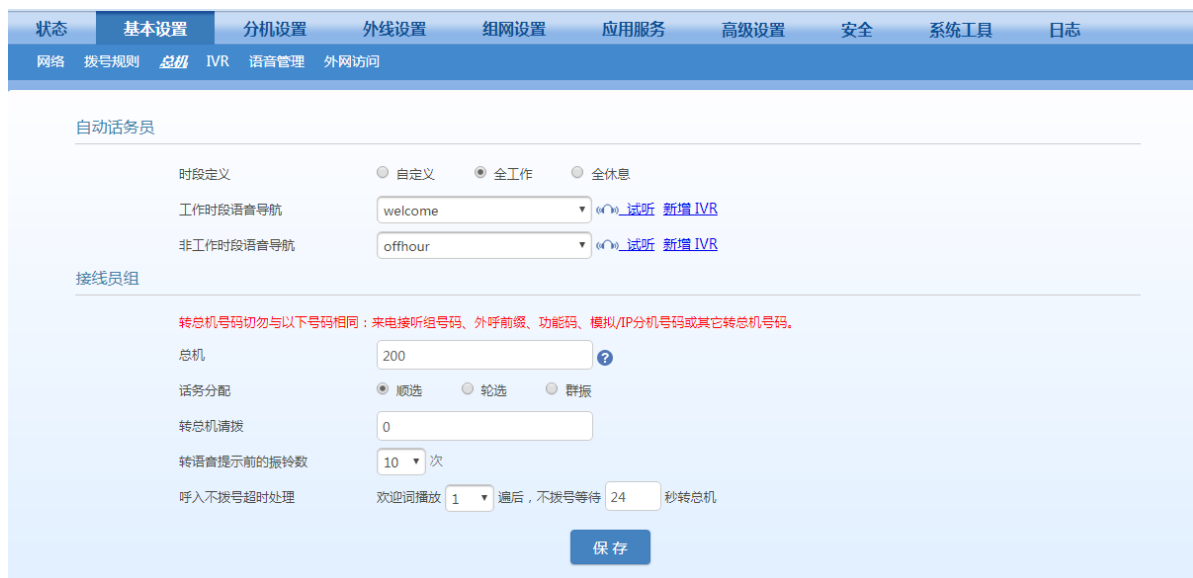 状态 基本设置 分机设置 外线设置 组网设置 应用服务 高级设置 安全 系统工具 日志
网络 拨号规则 总机 IVR 语音管理 外网访问
自动话务员
时段定义 自定义 全工作 全休息
工作时段语音导航 welcome 试听 新增 IVR
非工作时段语音导航 offhour 试听 新增 IVR
接线员组
转总机号码切勿与以下号码相同：来电接听组号码、外呼前缀、功能码、模拟/IP分机号码或其它转总机号码。
总机 200 ?
话务分配 顺选 轮选 群振
转总机请拨 0
转语音提示前的振铃数 10 次
呼入不拨号超时处理 欢迎词播放 1 遍后，不拨号等待 24 秒转总机
保 存